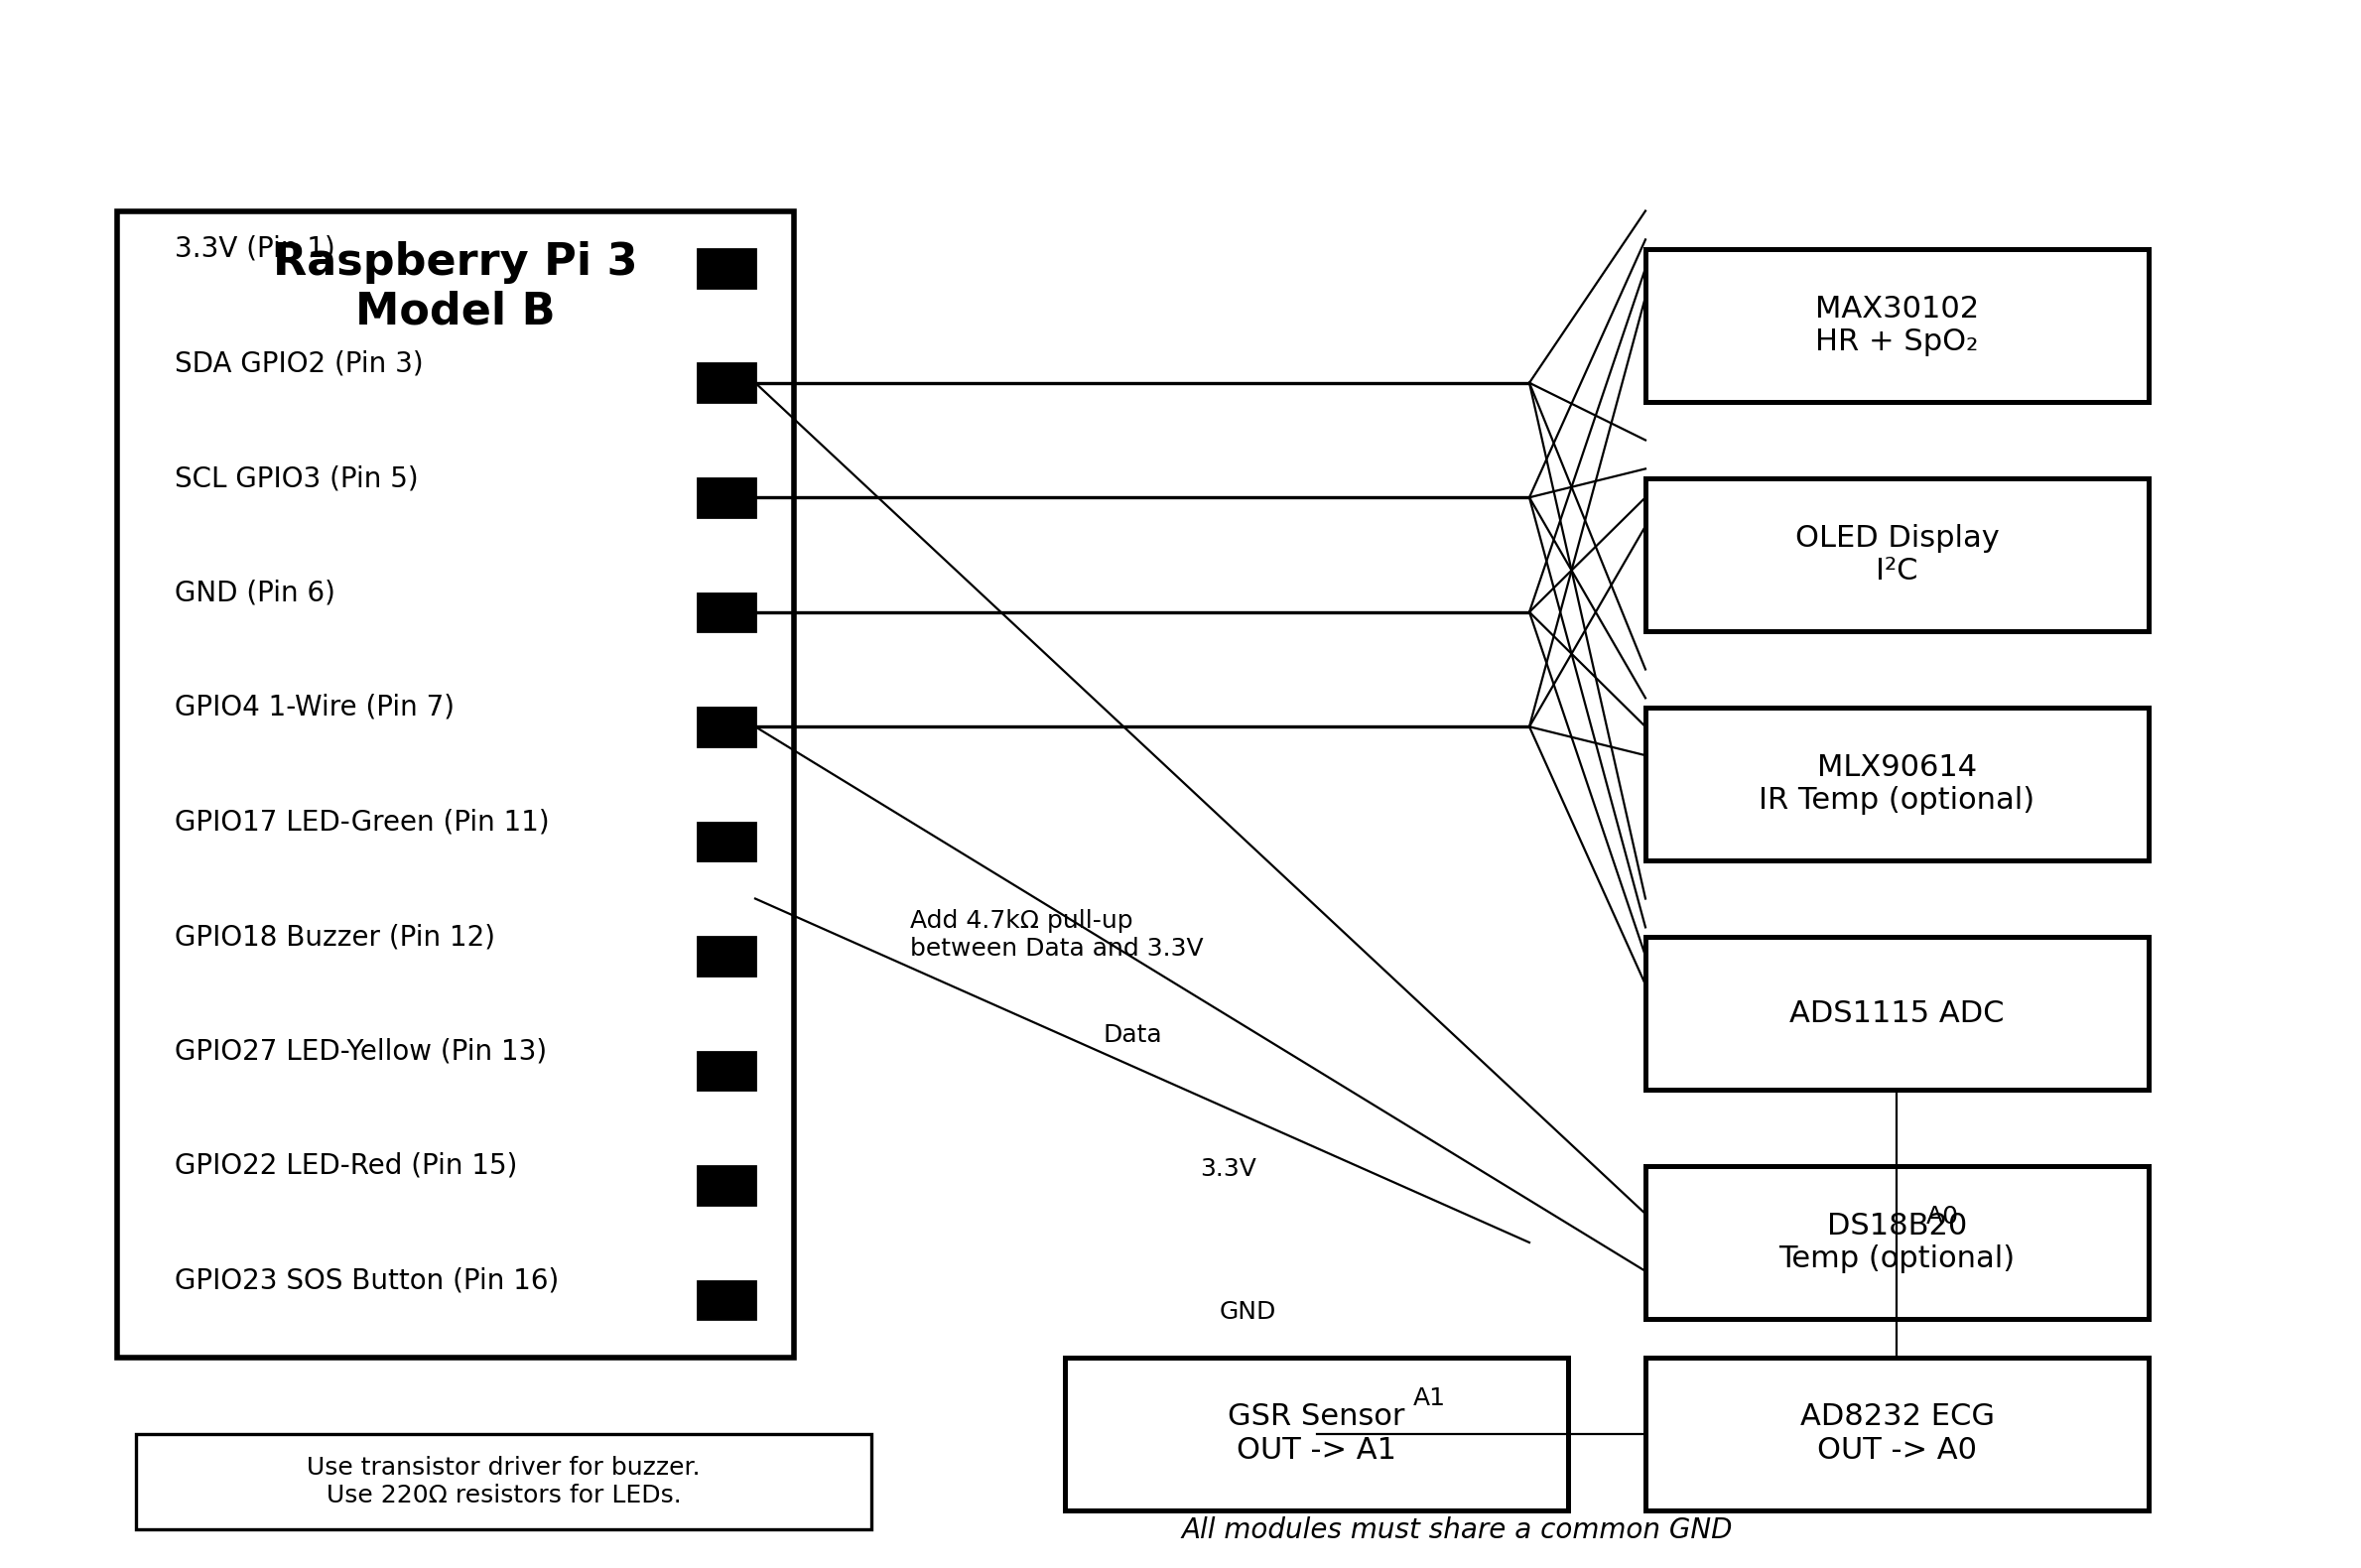 3.3V (Pin 1)
Raspberry Pi 3
Model B
SDA GPIO2 (Pin 3)
SCL GPIO3 (Pin 5)
GND (Pin 6)
GPIO4 1-Wire (Pin 7)
GPIO17 LED-Green (Pin 11)
GPIO18 Buzzer (Pin 12)
GPIO27 LED-Yellow (Pin 13)
GPIO22 LED-Red (Pin 15)
GPIO23 SOS Button (Pin 16)
Use transistor driver for buzzer.
Use 220Ω resistors for LEDs.
Add 4.7kΩ pull-up
between Data and 3.3V
Data
3.3V
GND
MAX30102
HR + SpO₂
OLED Display
I²C
MLX90614
IR Temp (optional)
ADS1115 ADC
A0
DS18B20
Temp (optional)
A1
GSR Sensor
OUT -> A1
AD8232 ECG
OUT -> A0
All modules must share a common GND